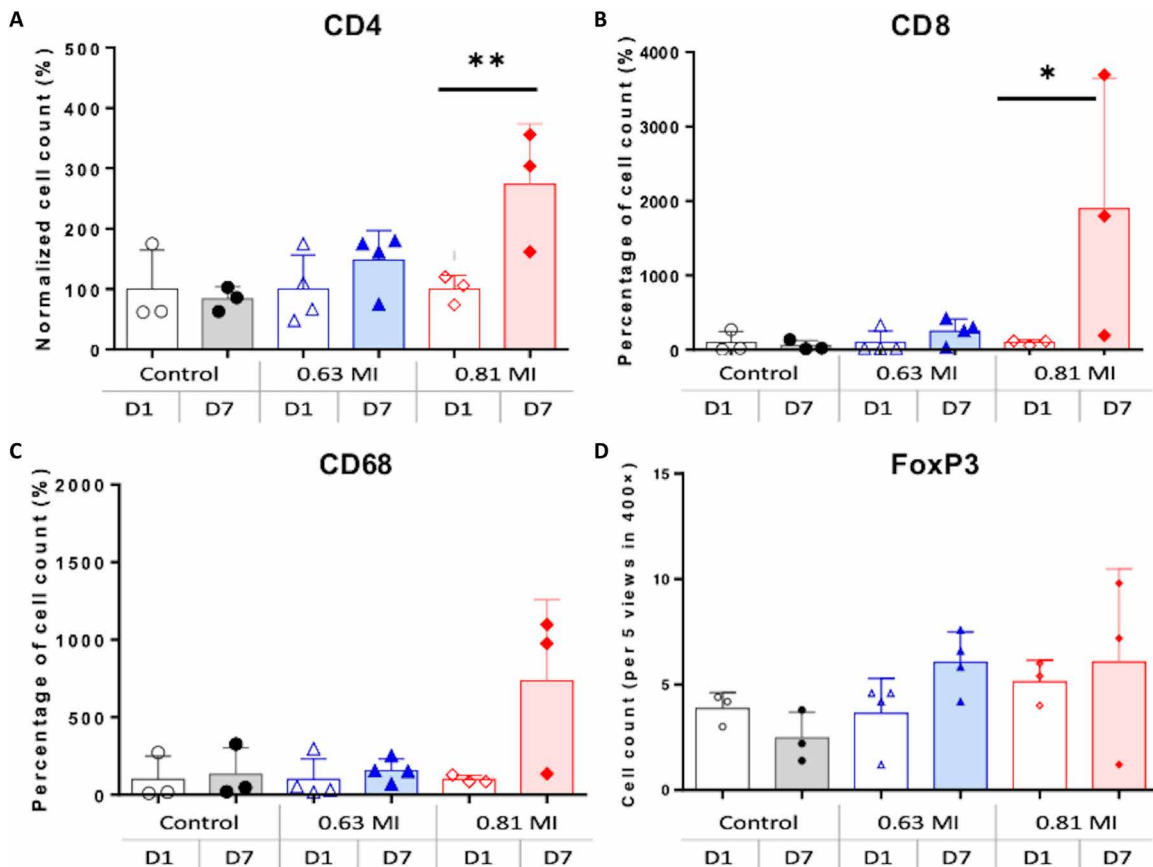 A
CD4
Normalized cell count (%)
500
400
300
200
100
0
**
Control
0.63 MI
0.81 MI
D1
D7
D1
D7
D1
D7
B
CD8
Percentage of cell count (%)
4000
3000
2000
1000
0
*
Control
0.63 MI
0.81 MI
D1
D7
D1
D7
D1
D7
C
CD68
Percentage of cell count (%)
2000
1500
1000
500
0
Control
0.63 MI
0.81 MI
D1
D7
D1
D7
D1
D7
D
FoxP3
Cell count (per 5 views in 400×)
15
10
5
0
Control
0.63 MI
0.81 MI
D1
D7
D1
D7
D1
D7